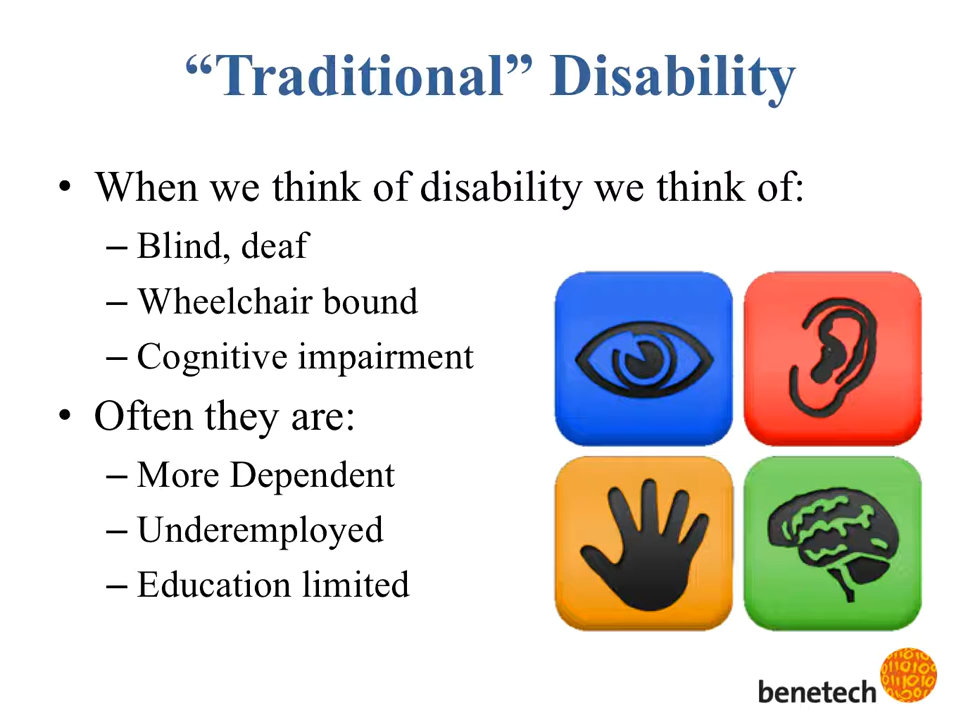 “Traditional” Disability
• When we think of disability we think of:
– Blind, deaf
– Wheelchair bound
– Cognitive impairment
• Often they are:
– More Dependent
– Underemployed
– Education limited
benetech